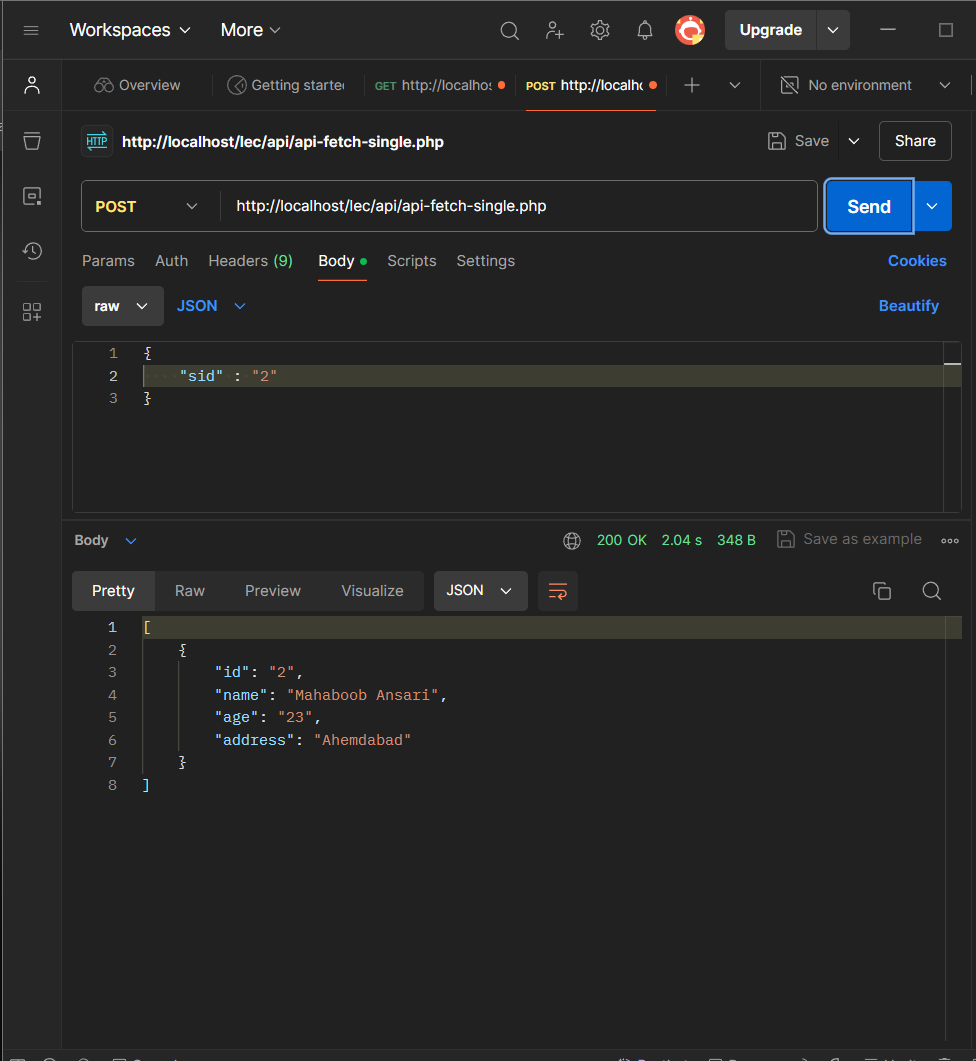 Workspaces More Upgrade
Overview Getting starte GET http://localhos POST http://localhc No environment
HTTP http://localhost/lec/api/api-fetch-single.php Save Share
POST http://localhost/lec/api/api-fetch-single.php Send
Params Auth Headers (9) Body Scripts Settings Cookies
raw JSON Beautify
1 {
2 "sid" : "2"
3 }
Body 200 OK 2.04 s 348 B Save as example
Pretty Raw Preview Visualize JSON
1 [
2 {
3 "id": "2",
4 "name": "Mahaboob Ansari",
5 "age": "23",
6 "address": "Ahemdabad"
7 }
8 ]